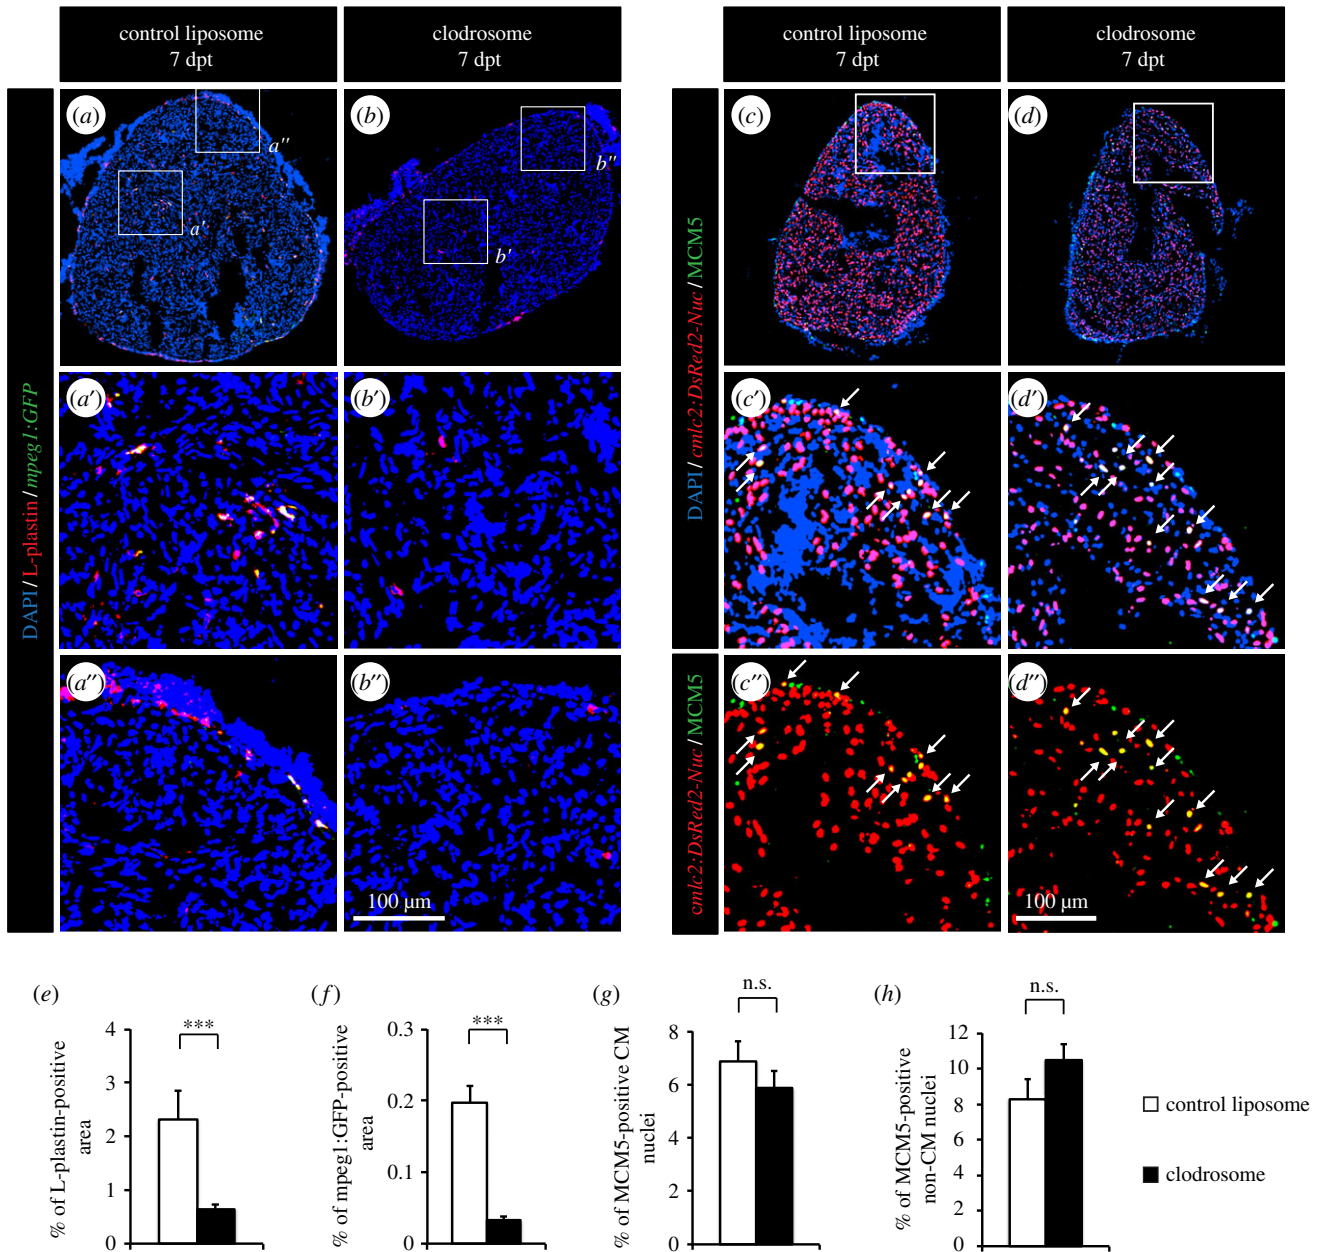 control liposome
7 dpt
clodrosome
7 dpt
control liposome
7 dpt
clodrosome
7 dpt
DAPI/L-plastin/mpeg1:GFP
(a)
a″
a′
(b)
b″
b′
(a′)
(b′)
(a″)
(b″)
100 μm
DAPI/cmlc2:DsRed2-Nuc/MCM5
(c)
(d)
(c′)
(d′)
cmlc2:DsRed2-Nuc/MCM5
(c″)
(d″)
100 μm
(e)
***
% of L-plastin-positive
area
4
3
2
1
0
(f)
***
% of mpeg1:GFP-positive
area
0.3
0.2
0.1
0
(g)
n.s.
% of MCM5-positive CM
nuclei
8
6
4
2
0
(h)
n.s.
% of MCM5-positive
non-CM nuclei
12
10
8
6
4
2
0
control liposome
clodrosome